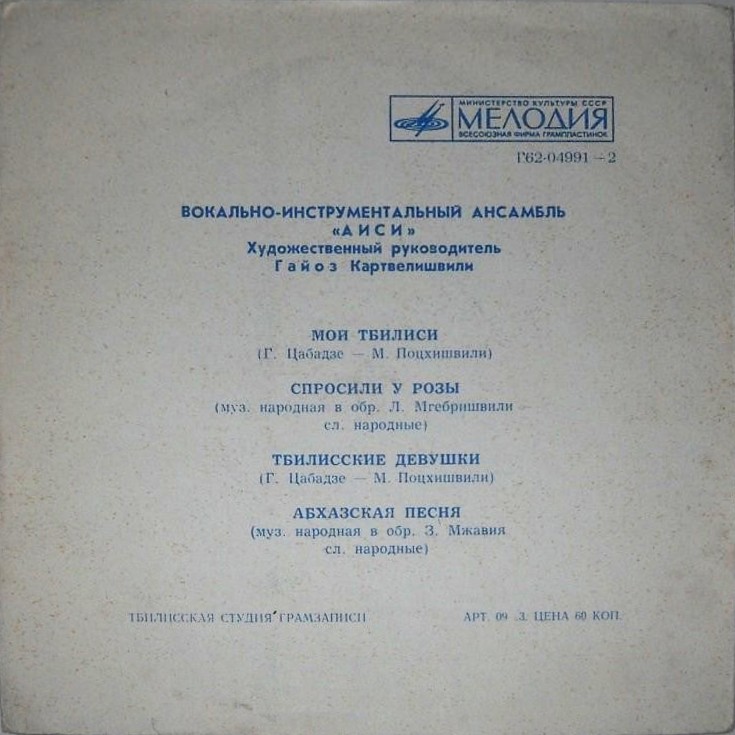 МИНИСТЕРСТВО КУЛЬТУРЫ СССР
МЕЛОДИЯ
ВСЕСОЮЗНАЯ ФИРМА ГРАМПЛАСТИНОК
Г62-04991—2
ВОКАЛЬНО-ИНСТРУМЕНТАЛЬНЫЙ АНСАМБЛЬ
«АИСИ»
Художественный руководитель
Гайоз Картвелишвили
МОЙ ТБИЛИСИ
(Г. Цабадзе — М. Поцхишвили)
СПРОСИЛИ У РОЗЫ
(муз. народная в обр. Л. Мгебришвили —
сл. народные)
ТБИЛИССКИЕ ДЕВУШКИ
(Г. Цабадзе — М. Поцхишвили)
АБХАЗСКАЯ ПЕСНЯ
(муз. народная в обр. З. Мжавия
сл. народные)
ТБИЛИССКАЯ СТУДИЯ ГРАМЗАПИСИ
АРТ. 09 .3. ЦЕНА 60 КОП.